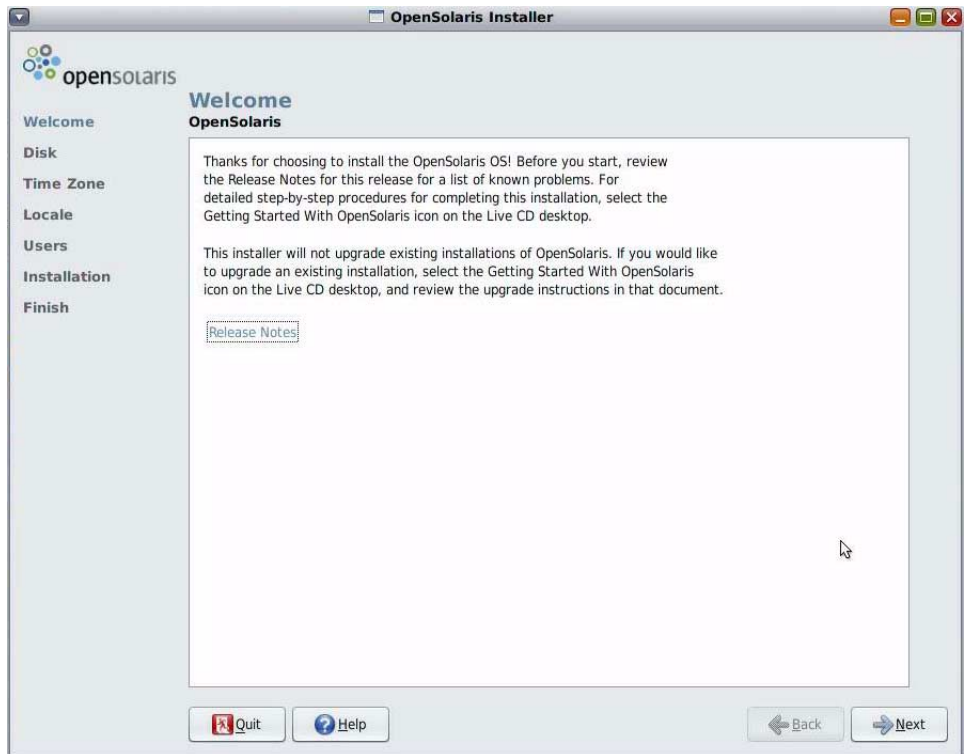 OpenSolaris Installer
opensolaris
Welcome
Disk
Time Zone
Locale
Users
Installation
Finish
Welcome
OpenSolaris
Thanks for choosing to install the OpenSolaris OS! Before you start, review
the Release Notes for this release for a list of known problems. For
detailed step-by-step procedures for completing this installation, select the
Getting Started With OpenSolaris icon on the Live CD desktop.
This installer will not upgrade existing installations of OpenSolaris. If you would like
to upgrade an existing installation, select the Getting Started With OpenSolaris
icon on the Live CD desktop, and review the upgrade instructions in that document.
Release Notes
Quit
Help
Back
Next